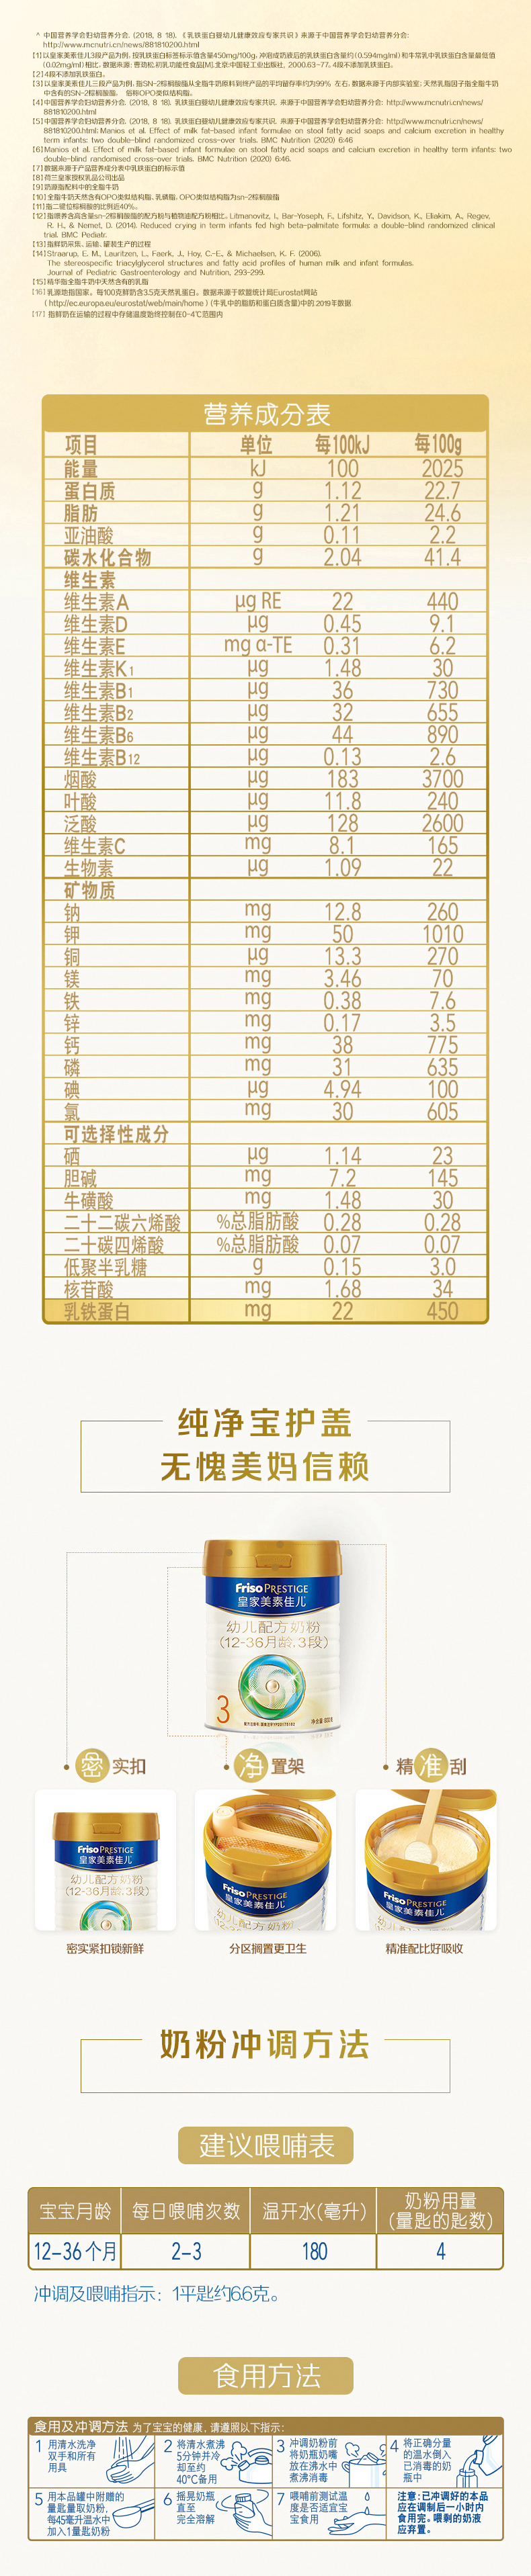 ^ 中国营养学会妇幼营养分会. (2018, 8 18). 《乳铁蛋白婴幼儿健康效应专家共识》来源于中国营养学会妇幼营养分会:
http://www.mcnutri.cn/news/881810200.html
[1]以皇家美素佳儿3段产品为例, 按乳铁蛋白标签标示值含量450mg/100g, 冲泡成奶液后的乳铁蛋白含量约(0.594mg/ml) 和牛常乳中乳铁蛋白含量最低值
(0.02mg/ml)相比, 数据来源: 曹劲松.初乳功能性食品[M].北京:中国轻工业出版社, 2000.63-77。4段不添加乳铁蛋白。
[2]4段不添加乳铁蛋白。
[3]以皇家美素佳儿三段产品为例, 指SN-2棕榈酸脂从全脂牛奶原料到终产品的平均留存率约为99% 左右, 数据来源于内部实验室; 天然乳脂因子指全脂牛奶
中含有的SN-2棕榈酸酯, 俗称OPO类似结构脂。
[4]中国营养学会妇幼营养分会. (2018, 8 18). 乳铁蛋白婴幼儿健康效应专家共识. 来源于中国营养学会妇幼营养分会: http://www.mcnutri.cn/news/
881810200.html
[5]中国营养学会妇幼营养分会. (2018, 8 18). 乳铁蛋白婴幼儿健康效应专家共识. 来源于中国营养学会妇幼营养分会: http://www.mcnutri.cn/news/
881810200.html; Manios et al. Effect of milk fat-based infant formulae on stool fatty acid soaps and calcium excretion in healthy
term infants: two double-blinded randomised cross-over trials. BMC Nutrition (2020) 6:46
[6]Manios et al. Effect of milk fat-based infant formulae on stool fatty acid soaps and calcium excretion in healthy term infants: two
double-blind randomised cross-over trials. BMC Nutrition (2020) 6:46.
[7]数据来源于产品营养成分表中乳铁蛋白的标示值
[8]荷兰皇家授权乳品公司出品
[9]奶源指配料中的全脂牛奶
[10]全脂牛奶天然含有OPO类似结构脂, 乳磷脂, OPO类似结构脂为sn-2棕榈酸酯
[11]指二键位棕榈酸的比例近40%。
[12]指喂养含高含量sn-2棕榈酸酯的配方粉与植物油配方粉相比。Litmanovitz, I., Bar-Yoseph, F., Lifshitz, Y., Davidson, K., Eliakim, A., Regev,
R. H., & Nemet, D. (2014). Reduced crying in term infants fed high beta-palmitate formula: a double-blind randomized clinical
trial. BMC Pediatr.
[13]指鲜奶采集、运输、罐装生产的过程
[14]Straarup, E. M., Lauritzen, L., Faerk, J., Hoy, C.-E., & Michaelsen, K. F. (2006).
The stereospecific triacylglycerol structures and fatty acid profiles of human milk and infant formulas.
Journal of Pediatric Gastroenterology and Nutrition, 293-299.
[15]精华指全脂牛奶中天然含有的乳脂
[16]乳源地指国家。每100克鲜奶含3.5克天然乳蛋白。数据来源于欧盟统计局Eurostat网站
(http://ec.europa.eu/eurostat/web/main/home)(牛乳中的脂肪和蛋白质含量)中的 2019年数据.
[17] 指鲜奶在运输的过程中存储温度始终控制在0-4℃范围内
营养成分表
项目 单位 每100kJ 每100g
能量 kJ 100 2025
蛋白质 g 1.12 22.7
脂肪 g 1.21 24.6
亚油酸 g 0.11 2.2
碳水化合物 g 2.04 41.4
维生素
维生素A μg RE 22 440
维生素D μg 0.45 9.1
维生素E mg α-TE 0.31 6.2
维生素K1 μg 1.48 30
维生素B1 μg 36 730
维生素B2 μg 32 655
维生素B6 μg 44 890
维生素B12 μg 0.13 2.6
烟酸 μg 183 3700
叶酸 μg 11.8 240
泛酸 μg 128 2600
维生素C mg 8.1 165
生物素 μg 1.09 22
矿物质
钠 mg 12.8 260
钾 mg 50 1010
铜 μg 13.3 270
镁 mg 3.46 70
铁 mg 0.38 7.6
锌 mg 0.17 3.5
钙 mg 38 775
磷 mg 31 635
碘 μg 4.94 100
氯 mg 30 605
可选择性成分
硒 μg 1.14 23
胆碱 mg 7.2 145
牛磺酸 mg 1.48 30
二十二碳六烯酸 %总脂肪酸 0.28 0.28
二十碳四烯酸 %总脂肪酸 0.07 0.07
低聚半乳糖 g 0.15 3.0
核苷酸 mg 1.68 34
乳铁蛋白 mg 22 450
纯净宝护盖
无愧美妈信赖
Friso PRESTIGE
皇家美素佳儿
幼儿配方奶粉
(12-36月龄,3段)
3
净含量: 800克
密实扣 净置架 精准刮
Friso PRESTIGE
皇家美素佳儿
幼儿配方奶粉
(12-36月龄,3段)
Friso PRESTIGE
皇家美素佳儿
幼儿配方奶粉
Friso PRESTIGE
皇家美素佳儿
幼儿配方奶粉
密实紧扣锁新鲜 分区搁置更卫生 精准配比好吸收
奶粉冲调方法
建议喂哺表
宝宝月龄 每日喂哺次数 温开水(毫升) 奶粉用量
(量匙的匙数)
12-36个月 2-3 180 4
冲调及喂哺指示: 1平匙约6.6克。
食用方法
食用及冲调方法 为了宝宝的健康, 请遵照以下指示:
1 用清水洗净
双手和所有
用具
2 将清水煮沸
5分钟并冷
却至约
40°C备用
3 冲调奶粉前
将奶瓶奶嘴
放在沸水中
煮沸消毒
4 将正确分量
的温水倒入
已消毒的奶
瓶中
5 用本品罐中附赠的
量匙量取奶粉,
每45毫升温水中
加入1量匙奶粉
6 摇晃奶瓶
直至
完全溶解
7 喂哺前测试温
度是否适宜宝
宝食用
注意: 已冲调好的本品
应在调制后一小时内
食用完。喂剩的奶液
应弃置。